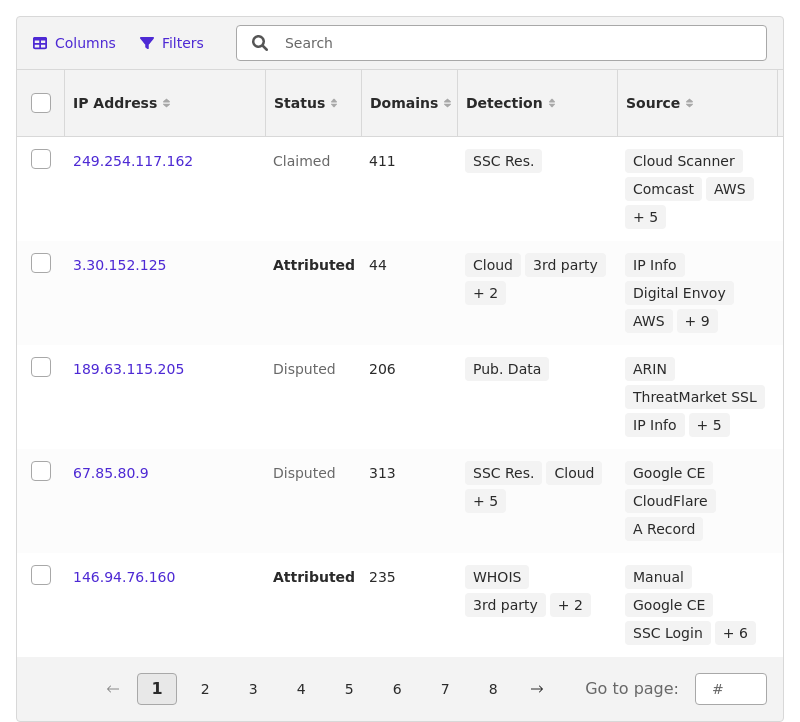 Columns Filters Search
IP Address Status Domains Detection Source
249.254.117.162 Claimed 411 SSC Res. Cloud Scanner
Comcast AWS
+ 5
3.30.152.125 Attributed 44 Cloud 3rd party IP Info
+ 2 Digital Envoy
AWS + 9
189.63.115.205 Disputed 206 Pub. Data ARIN
ThreatMarket SSL
IP Info + 5
67.85.80.9 Disputed 313 SSC Res. Cloud Google CE
+ 5 CloudFlare
A Record
146.94.76.160 Attributed 235 WHOIS Manual
3rd party + 2 Google CE
SSC Login + 6
← 1 2 3 4 5 6 7 8 → Go to page: #